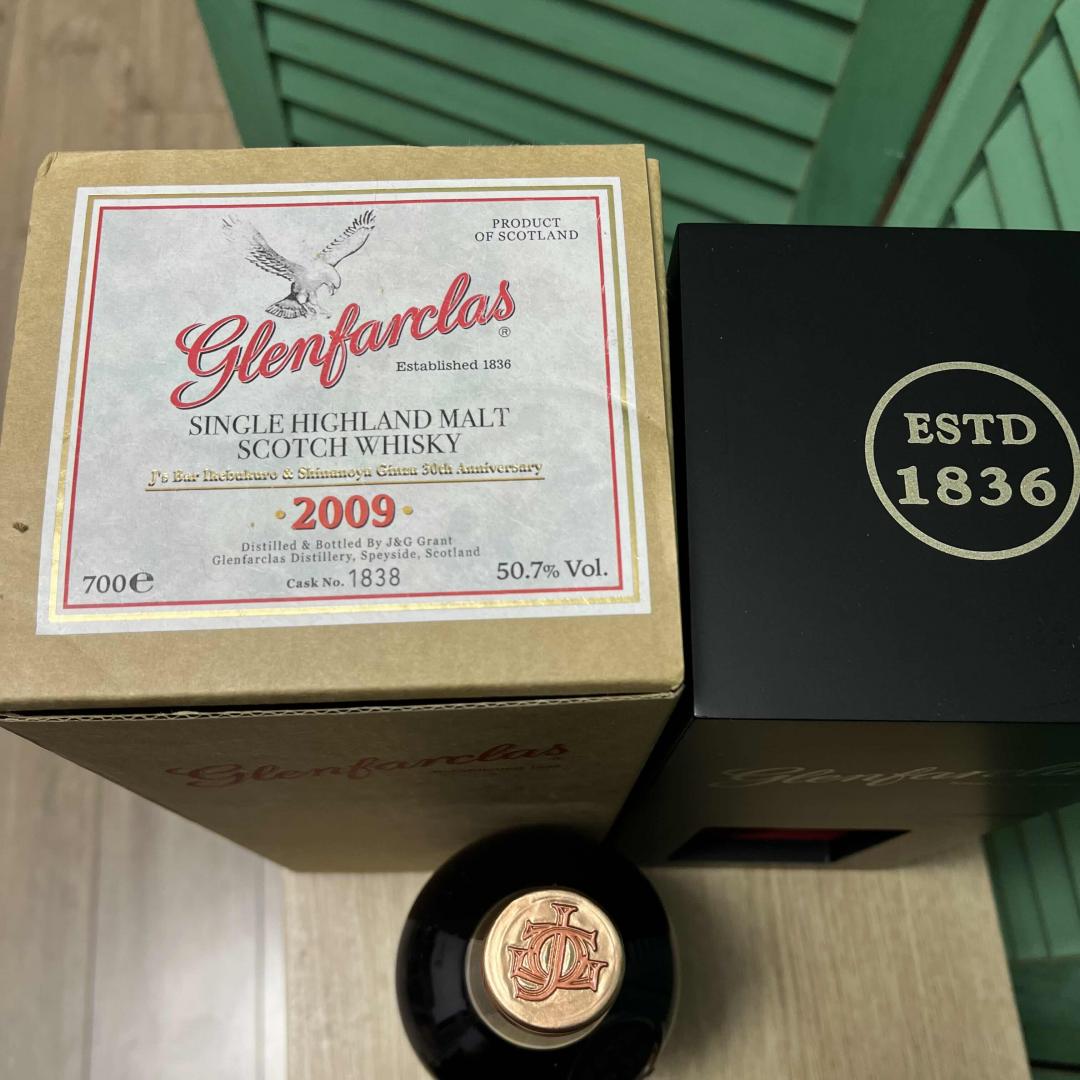 PRODUCT
OF SCOTLAND
Glenfarclas®
Established 1836
SINGLE HIGHLAND MALT
SCOTCH WHISKY
J's Bar Ikebukuro & Shinanoya Ginza 30th Anniversary
·2009·
Distilled & Bottled By J&G Grant
Glenfarclas Distillery, Speyside, Scotland
700e
Cask No. 1838
50.7% Vol.
Glenfarclas
ESTD
1836
Glenfarclas